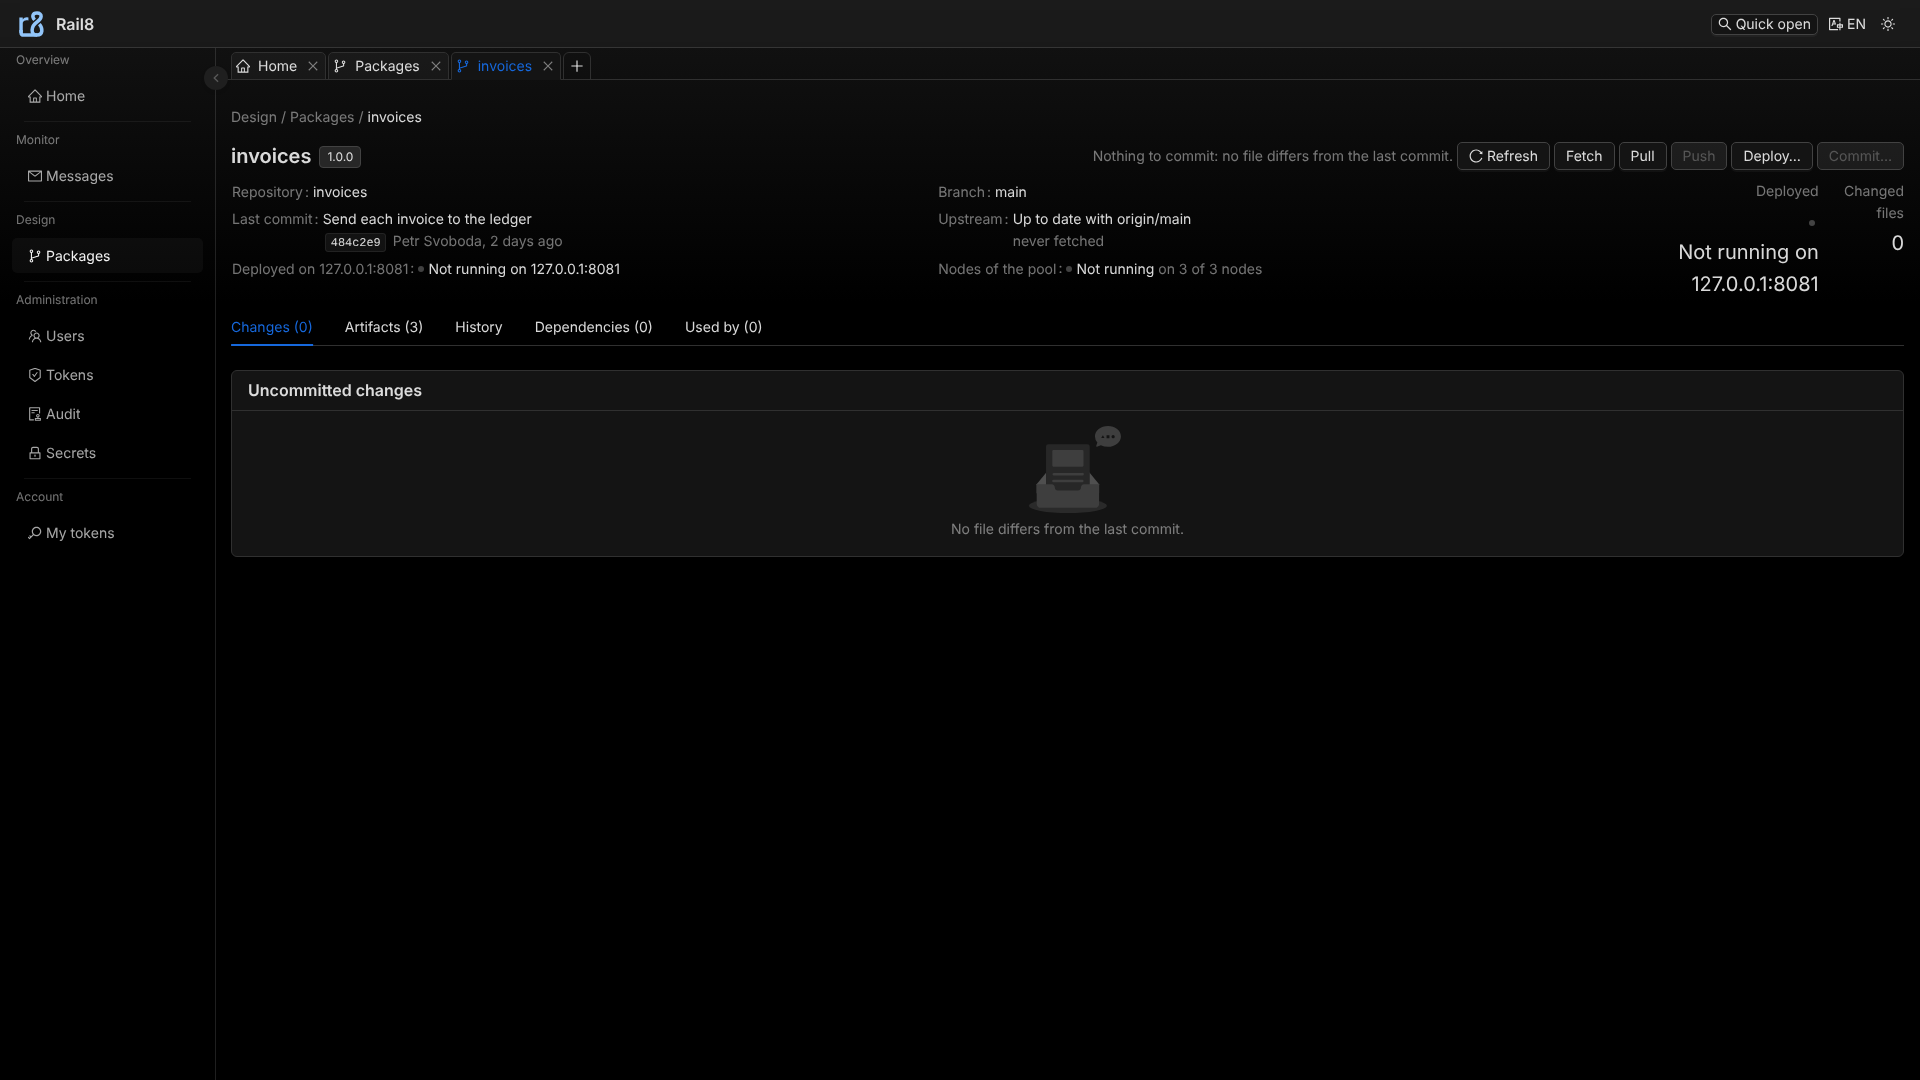 r8 Rail8
Quick open
EN
Overview
Home
Monitor
Messages
Design
Packages
Administration
Users
Tokens
Audit
Secrets
Account
My tokens
Home
Packages
invoices
Design / Packages / invoices
invoices 1.0.0
Nothing to commit: no file differs from the last commit.
Refresh
Fetch
Pull
Push
Deploy...
Commit...
Repository: invoices
Branch: main
Last commit: Send each invoice to the ledger
484c2e9 Petr Svoboda, 2 days ago
Upstream: Up to date with origin/main
never fetched
Deployed on 127.0.0.1:8081: Not running on 127.0.0.1:8081
Nodes of the pool: Not running on 3 of 3 nodes
Deployed
Not running on
127.0.0.1:8081
Changed
files
0
Changes (0)
Artifacts (3)
History
Dependencies (0)
Used by (0)
Uncommitted changes
No file differs from the last commit.